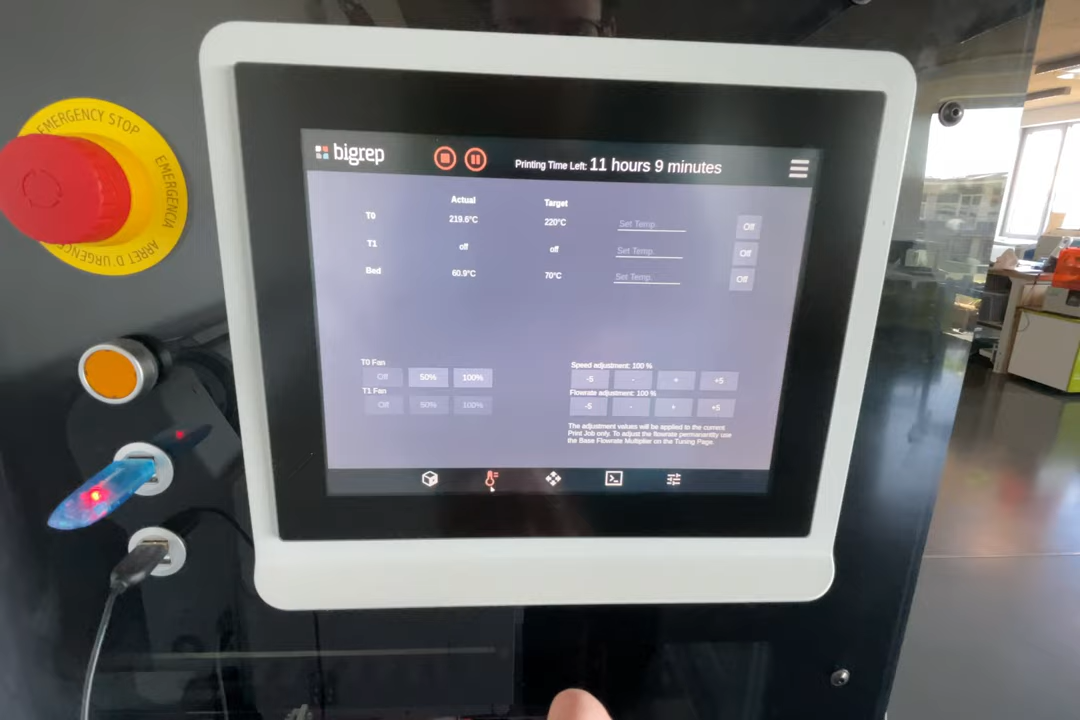 EMERGENCY STOP
EMERGENCIA
ARRET D'URGENCE
bigrep
Printing Time Left: 11 hours 9 minutes
Actual Target
T0 219.6°C 220°C Set Temp Off
T1 off off Set Temp Off
Bed 60.9°C 70°C Set Temp Off
T0 Fan
Off 50% 100%
T1 Fan
Off 50% 100%
Speed adjustment: 100 %
-5 - + +5
Flowrate adjustment: 100 %
-5 - + +5
The adjustment values will be applied to the current
Print Job only. To adjust the flowrate permanantly use
the Base Flowrate Multiplier on the Tuning Page.